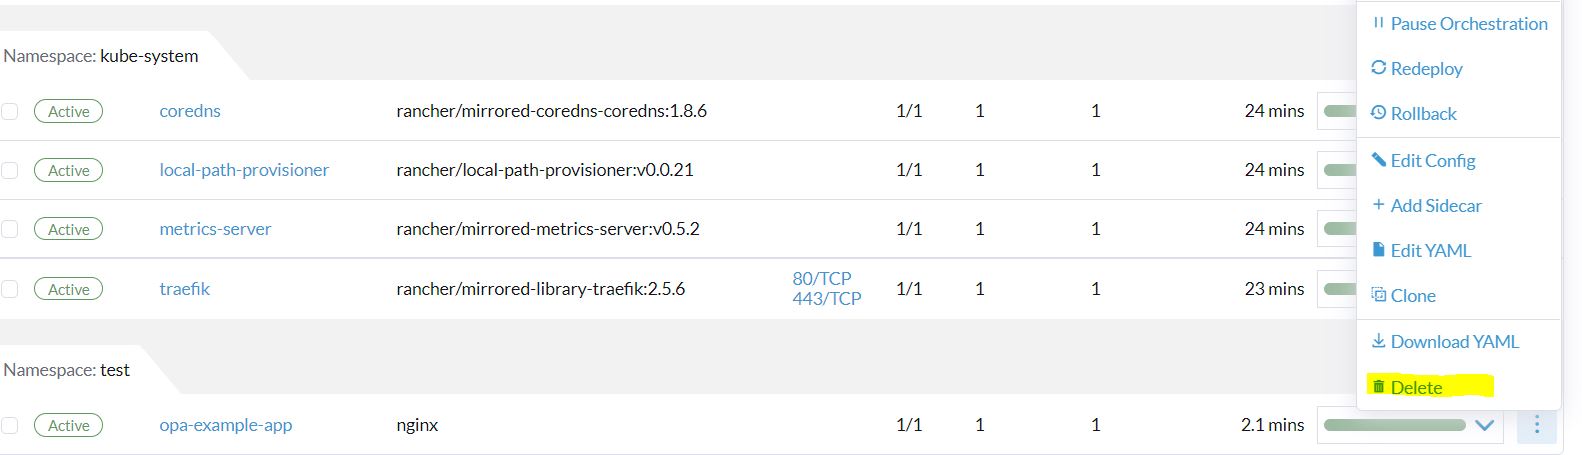 Pause Orchestration
Namespace: kube-system
Redeploy
Active coredns rancher/mirrored-coredns-coredns:1.8.6 1/1 1 1 24 mins
Rollback
Edit Config
Active local-path-provisioner rancher/local-path-provisioner:v0.0.21 1/1 1 1 24 mins
Add Sidecar
Active metrics-server rancher/mirrored-metrics-server:v0.5.2 1/1 1 1 24 mins
Edit YAML
Active traefik rancher/mirrored-library-traefik:2.5.6 80/TCP 1/1 1 1 23 mins
443/TCP
Clone
Download YAML
Namespace: test
Delete
Active opa-example-app nginx 1/1 1 1 2.1 mins